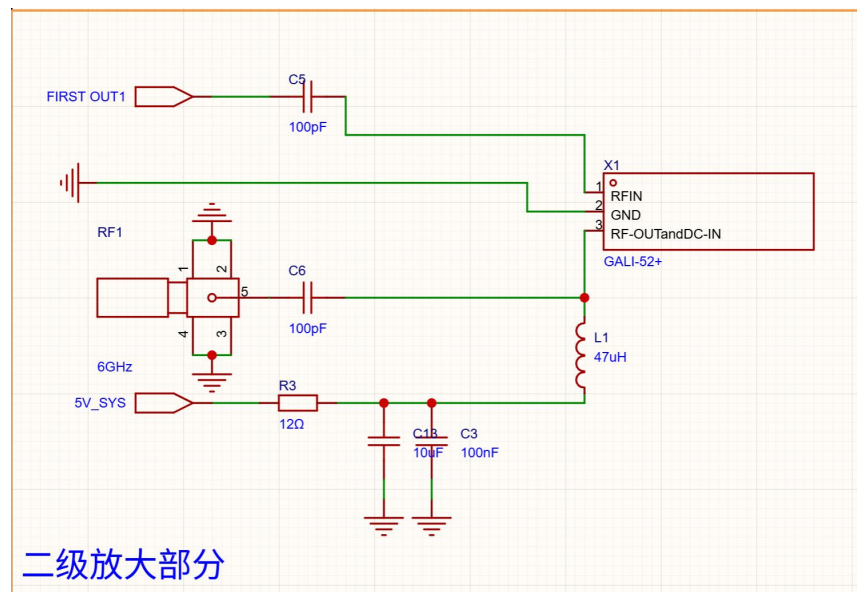 C5
FIRST OUT1
100pF
X1
1
RFIN
2
GND
3
RF-OUTandDC-IN
GALI-52+
RF1
1
2
5
4
3
6GHz
C6
100pF
L1
47uH
R3
5V_SYS
12Ω
C13
10uF
C3
100nF
二级放大部分